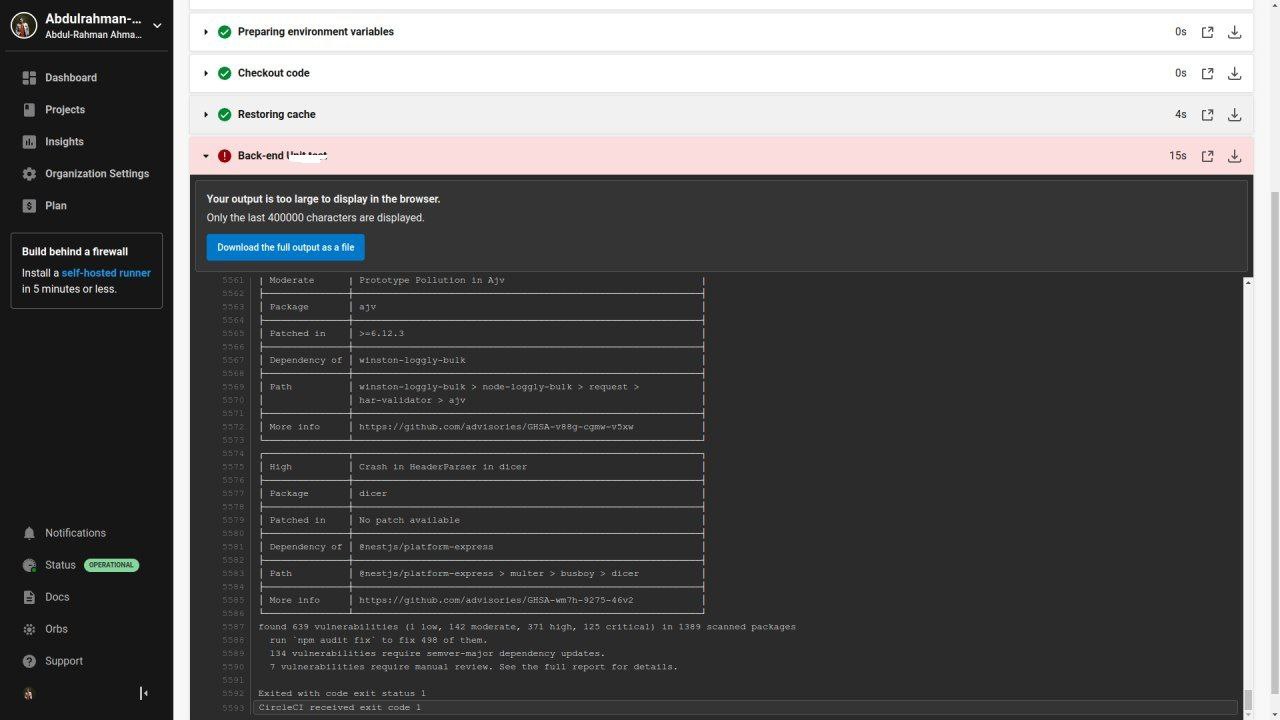 Abdulrahman-...
Abdul-Rahman Ahma...
Dashboard
Projects
Insights
Organization Settings
Plan
Build behind a firewall
Install a self-hosted runner
in 5 minutes or less.
Notifications
Status OPERATIONAL
Docs
Orbs
Support
Preparing environment variables 0s
Checkout code 0s
Restoring cache 4s
Back-end 15s
Your output is too large to display in the browser.
Only the last 400000 characters are displayed.
Download the full output as a file
5561 | Moderate | Prototype Pollution in Ajv |
5562
5563 | Package | ajv
5564
5565 | Patched in | >=6.12.3
5566
5567 | Dependency of | winston-loggly-bulk
5568
5569 | Path | winston-loggly-bulk > node-loggly-bulk > request > |
5570 | | har-validator > ajv |
5571
5572 | More info | https://github.com/advisories/GHSA-v88g-cgmw-v5xw |
5573
5574
5575 | High | Crash in HeaderParser in dicer |
5576
5577 | Package | dicer |
5578
5579 | Patched in | No patch available |
5580
5581 | Dependency of | @nestjs/platform-express |
5582
5583 | Path | @nestjs/platform-express > multer > busboy > dicer |
5584
5585 | More info | https://github.com/advisories/GHSA-wm7h-9275-46v2 |
5586
5587 found 639 vulnerabilities (1 low, 142 moderate, 371 high, 125 critical) in 1389 scanned packages
5588 run `npm audit fix` to fix 498 of them.
5589 134 vulnerabilities require semver-major dependency updates.
5590 7 vulnerabilities require manual review. See the full report for details.
5591
5592 Exited with code exit status 1
5593 CircleCI received exit code 1